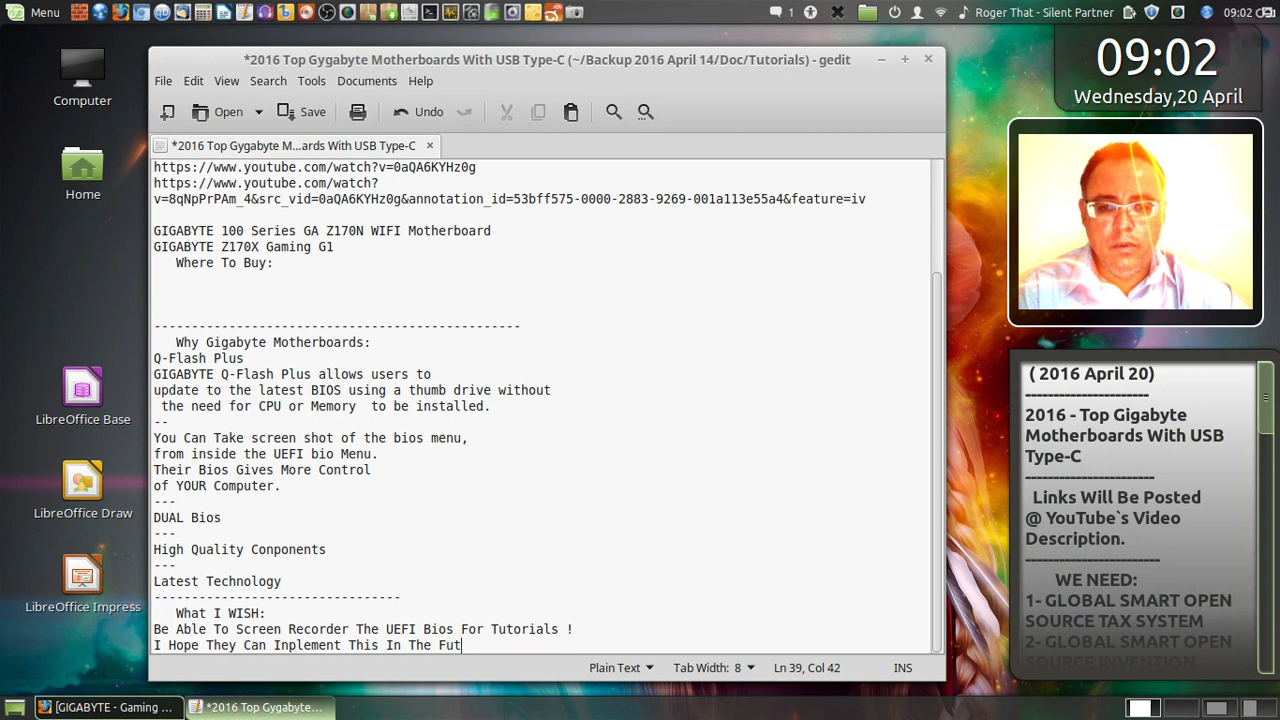 Menu
1
Roger That - Silent Partner
09:02
Computer
Home
LibreOffice Base
LibreOffice Draw
LibreOffice Impress
*2016 Top Gygabyte Motherboards With USB Type-C (~/Backup 2016 April 14/Doc/Tutorials) - gedit
File Edit View Search Tools Documents Help
Open Save Undo
*2016 Top Gygabyte M...ards With USB Type-C
https://www.youtube.com/watch?v=0aQA6KYHz0g
https://www.youtube.com/watch?
v=8qNpPrPAm_4&src_vid=0aQA6KYHz0g&annotation_id=53bff575-0000-2883-9269-001a113e55a4&feature=iv
GIGABYTE 100 Series GA Z170N WIFI Motherboard
GIGABYTE Z170X Gaming G1
Where To Buy:
-------------------------------------------------
Why Gigabyte Motherboards:
Q-Flash Plus
GIGABYTE Q-Flash Plus allows users to
update to the latest BIOS using a thumb drive without
the need for CPU or Memory  to be installed.
--
You Can Take screen shot of the bios menu,
from inside the UEFI bio Menu.
Their Bios Gives More Control
of YOUR Computer.
---
DUAL Bios
---
High Quality Conponents
---
Latest Technology
---------------------------------
What I WISH:
Be Able To Screen Recorder The UEFI Bios For Tutorials !
I Hope They Can Inplement This In The Fut
Plain Text Tab Width: 8 Ln 39, Col 42 INS
09:02
Wednesday,20 April
( 2016 April 20)
----------------------
2016 - Top Gigabyte
Motherboards With USB
Type-C
-----------------------
Links Will Be Posted
@ YouTube`s Video
Description.
------------------------
WE NEED:
1- GLOBAL SMART OPEN
SOURCE TAX SYSTEM
2- GLOBAL SMART OPEN
SOURCE INVENTION
[GIGABYTE - Gaming ...
*2016 Top Gygabyte...